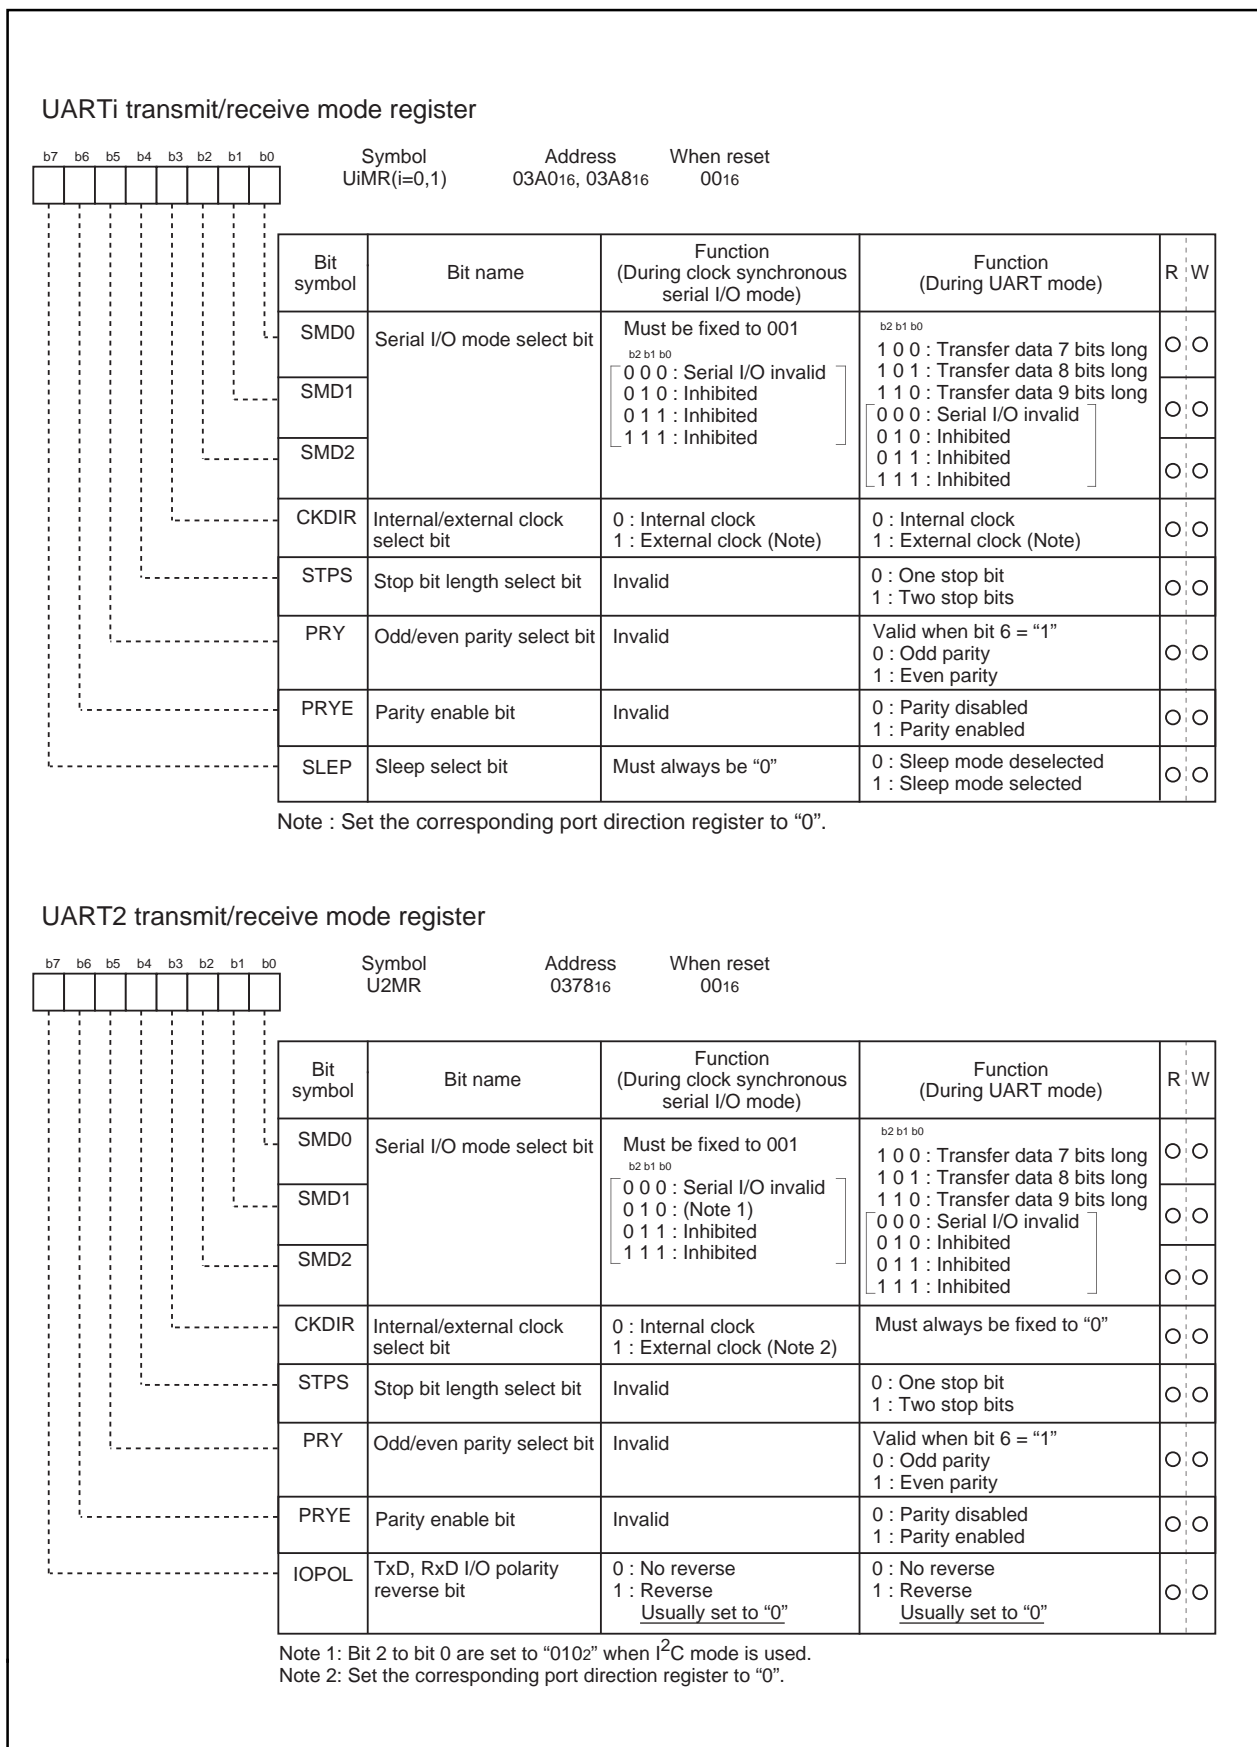 UARTi transmit/receive mode register
b7 b6 b5 b4 b3 b2 b1 b0
Symbol Address When reset
UiMR(i=0,1) 03A016, 03A816 0016
Bit symbol Bit name Function (During clock synchronous serial I/O mode) Function (During UART mode) R W
SMD0 Serial I/O mode select bit Must be fixed to 001
b2 b1 b0
0 0 0 : Serial I/O invalid
0 1 0 : Inhibited
0 1 1 : Inhibited
1 1 1 : Inhibited
b2 b1 b0
1 0 0 : Transfer data 7 bits long
1 0 1 : Transfer data 8 bits long
1 1 0 : Transfer data 9 bits long
0 0 0 : Serial I/O invalid
0 1 0 : Inhibited
0 1 1 : Inhibited
1 1 1 : Inhibited
SMD1
SMD2
CKDIR Internal/external clock select bit
0 : Internal clock
1 : External clock (Note)
0 : Internal clock
1 : External clock (Note)
STPS Stop bit length select bit Invalid
0 : One stop bit
1 : Two stop bits
PRY Odd/even parity select bit Invalid
Valid when bit 6 = “1”
0 : Odd parity
1 : Even parity
PRYE Parity enable bit Invalid
0 : Parity disabled
1 : Parity enabled
SLEP Sleep select bit Must always be “0”
0 : Sleep mode deselected
1 : Sleep mode selected
Note : Set the corresponding port direction register to “0”.
UART2 transmit/receive mode register
b7 b6 b5 b4 b3 b2 b1 b0
Symbol Address When reset
U2MR 037816 0016
Bit symbol Bit name Function (During clock synchronous serial I/O mode) Function (During UART mode) R W
SMD0 Serial I/O mode select bit Must be fixed to 001
b2 b1 b0
0 0 0 : Serial I/O invalid
0 1 0 : (Note 1)
0 1 1 : Inhibited
1 1 1 : Inhibited
b2 b1 b0
1 0 0 : Transfer data 7 bits long
1 0 1 : Transfer data 8 bits long
1 1 0 : Transfer data 9 bits long
0 0 0 : Serial I/O invalid
0 1 0 : Inhibited
0 1 1 : Inhibited
1 1 1 : Inhibited
SMD1
SMD2
CKDIR Internal/external clock select bit
0 : Internal clock
1 : External clock (Note 2)
Must always be fixed to “0”
STPS Stop bit length select bit Invalid
0 : One stop bit
1 : Two stop bits
PRY Odd/even parity select bit Invalid
Valid when bit 6 = “1”
0 : Odd parity
1 : Even parity
PRYE Parity enable bit Invalid
0 : Parity disabled
1 : Parity enabled
IOPOL TxD, RxD I/O polarity reverse bit
0 : No reverse
1 : Reverse
Usually set to “0”
0 : No reverse
1 : Reverse
Usually set to “0”
Note 1: Bit 2 to bit 0 are set to “0102” when I2C mode is used.
Note 2: Set the corresponding port direction register to “0”.